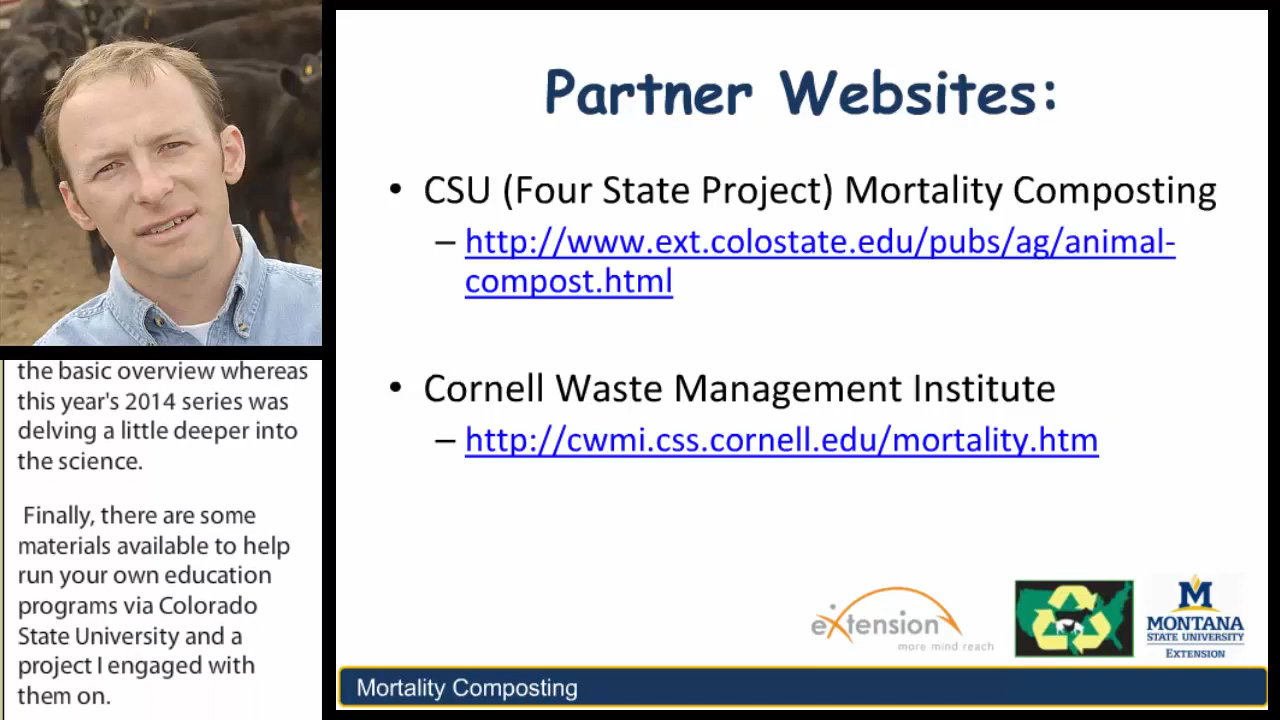 Partner Websites:
• CSU (Four State Project) Mortality Composting
– http://www.ext.colostate.edu/pubs/ag/animal-
compost.html
• Cornell Waste Management Institute
– http://cwmi.css.cornell.edu/mortality.htm
the basic overview whereas
this year's 2014 series was
delving a little deeper into
the science.
Finally, there are some
materials available to help
run your own education
programs via Colorado
State University and a
project I engaged with
them on.
eXtension
more mind reach
M
MONTANA
STATE UNIVERSITY
EXTENSION
Mortality Composting